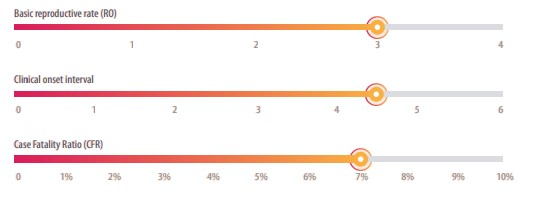 Basic reproductive rate (RO)
0 1 2 3 4
Clinical onset interval
0 1 2 3 4 5 6
Case Fatality Ratio (CFR)
0 1% 2% 3% 4% 5% 6% 7% 8% 9% 10%